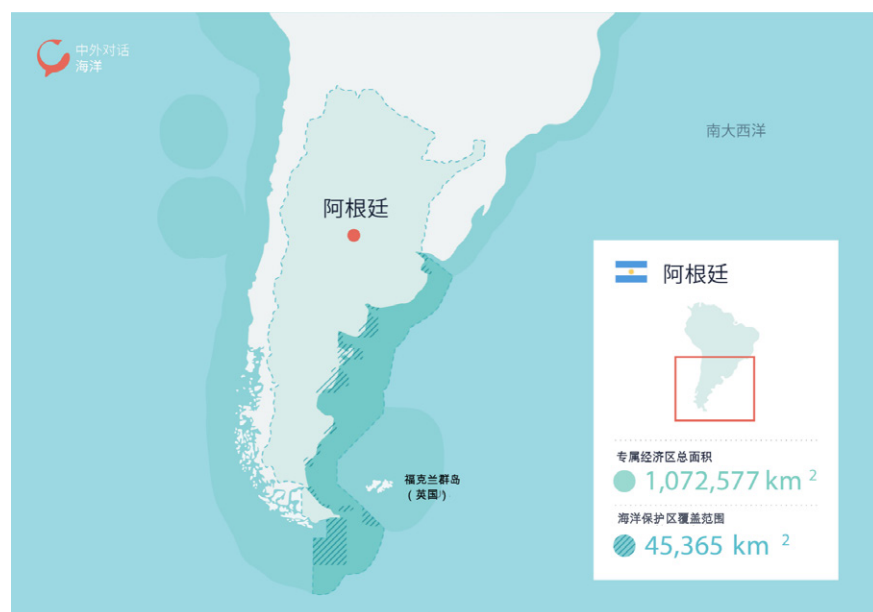 中外对话
海洋
南大西洋
阿根廷
福克兰群岛
（英国）
阿根廷
专属经济区总面积
1,072,577 km 2
海洋保护区覆盖范围
45,365 km 2